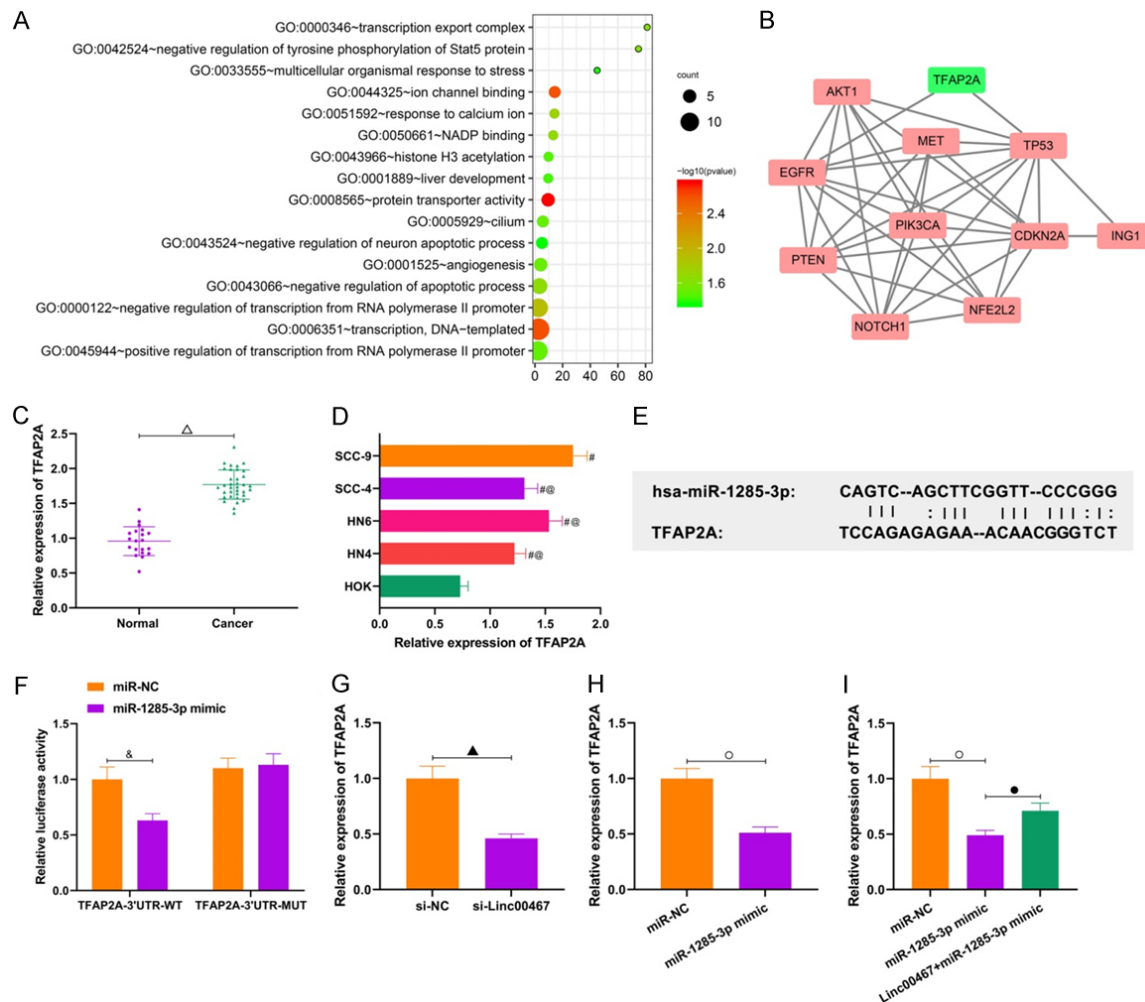 A
GO:0000346~transcription export complex
GO:0042524~negative regulation of tyrosine phosphorylation of Stat5 protein
GO:0033555~multicellular organismal response to stress
GO:0044325~ion channel binding
GO:0051592~response to calcium ion
GO:0050661~NADP binding
GO:0043966~histone H3 acetylation
GO:0001889~liver development
GO:0008565~protein transporter activity
GO:0005929~cilium
GO:0043524~negative regulation of neuron apoptotic process
GO:0001525~angiogenesis
GO:0043066~negative regulation of apoptotic process
GO:0000122~negative regulation of transcription from RNA polymerase II promoter
GO:0006351~transcription, DNA-templated
GO:0045944~positive regulation of transcription from RNA polymerase II promoter
0 20 40 60 80
count
5
10
−log10(pvalue)
2.4
2.0
1.6
B
TFAP2A
AKT1
MET
TP53
EGFR
PIK3CA
CDKN2A
ING1
PTEN
NFE2L2
NOTCH1
C
Relative expression of TFAP2A
2.5
2.0
1.5
1.0
0.5
0.0
△
Normal Cancer
D
SCC-9 #
SCC-4 #@
HN6 #@
HN4 #@
HOK
0.0 0.5 1.0 1.5 2.0
Relative expression of TFAP2A
E
hsa-miR-1285-3p: CAGTC--AGCTTCGGTT--CCCGGG
TFAP2A: TCCAGAGAGAA--ACAACGGGTCT
F
miR-NC
miR-1285-3p mimic
Relative luciferase activity
1.5
1.0
0.5
0.0
&
TFAP2A-3'UTR-WT TFAP2A-3'UTR-MUT
G
Relative expression of TFAP2A
1.5
1.0
0.5
0.0
▲
si-NC si-Linc00467
H
Relative expression of TFAP2A
1.5
1.0
0.5
0.0
○
miR-NC
miR-1285-3p mimic
I
Relative expression of TFAP2A
1.5
1.0
0.5
0.0
○
●
miR-NC
miR-1285-3p mimic
Linc00467+miR-1285-3p mimic